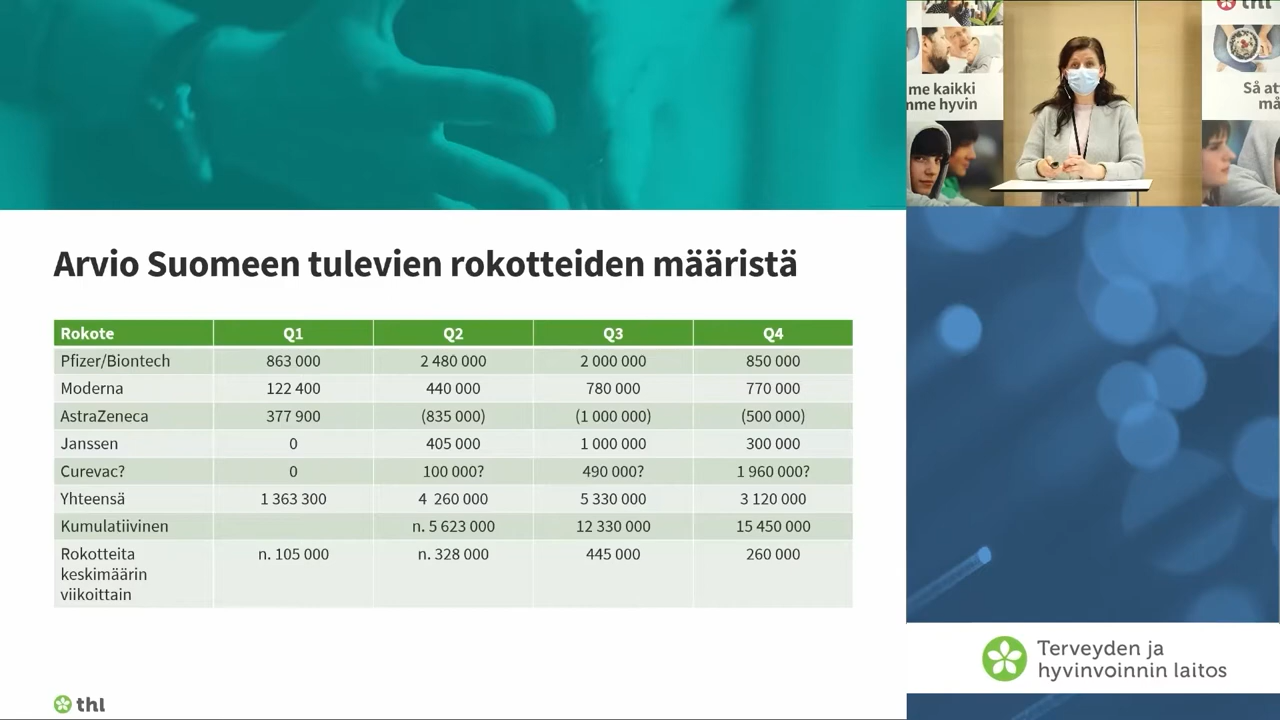 thl
me kaikki
mme hyvin
Så at
må
Arvio Suomeen tulevien rokotteiden määristä
Rokote Q1 Q2 Q3 Q4
Pfizer/Biontech 863 000 2 480 000 2 000 000 850 000
Moderna 122 400 440 000 780 000 770 000
AstraZeneca 377 900 (835 000) (1 000 000) (500 000)
Janssen 0 405 000 1 000 000 300 000
Curevac? 0 100 000? 490 000? 1 960 000?
Yhteensä 1 363 300 4 260 000 5 330 000 3 120 000
Kumulatiivinen n. 5 623 000 12 330 000 15 450 000
Rokotteita n. 105 000 n. 328 000 445 000 260 000
keskimäärin
viikoittain
Terveyden ja
hyvinvoinnin laitos
thl